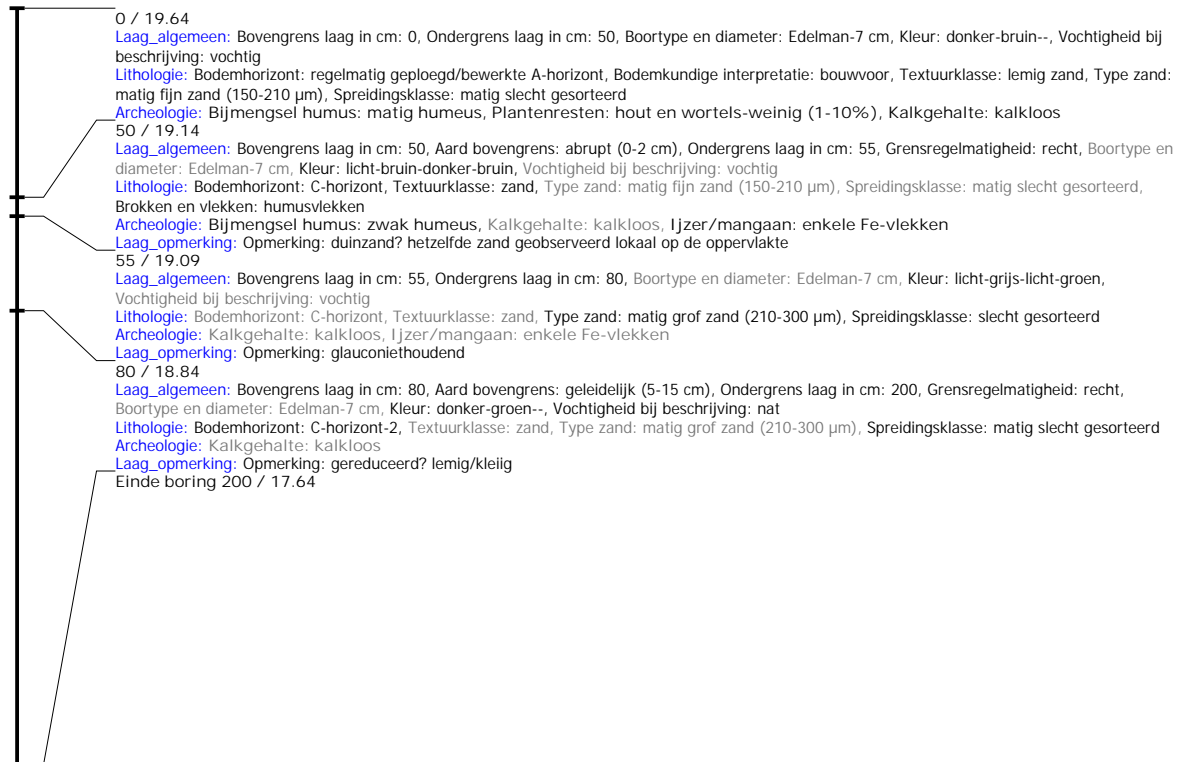 0 / 19.64
Laag_algemeen: Bovengrens laag in cm: 0, Ondergrens laag in cm: 50, Boortype en diameter: Edelman-7 cm, Kleur: donker-bruin--, Vochtigheid bij
beschrijving: vochtig
Lithologie: Bodemhorizont: regelmatig geploegd/bewerkte A-horizont, Bodemkundige interpretatie: bouwvoor, Textuurklasse: lemig zand, Type zand:
matig fijn zand (150-210 µm), Spreidingsklasse: matig slecht gesorteerd
Archeologie: Bijmengsel humus: matig humeus, Plantenresten: hout en wortels-weinig (1-10%), Kalkgehalte: kalkloos
50 / 19.14
Laag_algemeen: Bovengrens laag in cm: 50, Aard bovengrens: abrupt (0-2 cm), Ondergrens laag in cm: 55, Grensregelmatigheid: recht, Boortype en
diameter: Edelman-7 cm, Kleur: licht-bruin-donker-bruin, Vochtigheid bij beschrijving: vochtig
Lithologie: Bodemhorizont: C-horizont, Textuurklasse: zand, Type zand: matig fijn zand (150-210 µm), Spreidingsklasse: matig slecht gesorteerd,
Brokken en vlekken: humusvlekken
Archeologie: Bijmengsel humus: zwak humeus, Kalkgehalte: kalkloos, Ijzer/mangaan: enkele Fe-vlekken
Laag_opmerking: Opmerking: duinzand? hetzelfde zand geobserveerd lokaal op de oppervlakte
55 / 19.09
Laag_algemeen: Bovengrens laag in cm: 55, Ondergrens laag in cm: 80, Boortype en diameter: Edelman-7 cm, Kleur: licht-grijs-licht-groen,
Vochtigheid bij beschrijving: vochtig
Lithologie: Bodemhorizont: C-horizont, Textuurklasse: zand, Type zand: matig grof zand (210-300 µm), Spreidingsklasse: slecht gesorteerd
Archeologie: Kalkgehalte: kalkloos, Ijzer/mangaan: enkele Fe-vlekken
Laag_opmerking: Opmerking: glauconiethoudend
80 / 18.84
Laag_algemeen: Bovengrens laag in cm: 80, Aard bovengrens: geleidelijk (5-15 cm), Ondergrens laag in cm: 200, Grensregelmatigheid: recht,
Boortype en diameter: Edelman-7 cm, Kleur: donker-groen--, Vochtigheid bij beschrijving: nat
Lithologie: Bodemhorizont: C-horizont-2, Textuurklasse: zand, Type zand: matig grof zand (210-300 µm), Spreidingsklasse: matig slecht gesorteerd
Archeologie: Kalkgehalte: kalkloos
Laag_opmerking: Opmerking: gereduceerd? lemig/kleiig
Einde boring 200 / 17.64